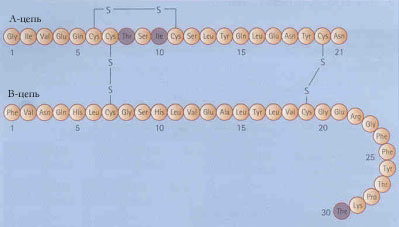 S S
А-цепь
Gly Ile Val Glu Gln Cys Cys Thr Ser Ile Cys Ser Leu Tyr Gln Leu Glu Asn Tyr Cys Asn
1 5 10 15 21
S S
S S
В-цепь
Phe Val Asn Gln His Leu Cys Gly Ser His Leu Val Glu Ala Leu Tyr Leu Val Cys Gly Glu Arg Gly Phe Phe Tyr Thr Pro Lys Thr
1 5 10 15 20 25 30